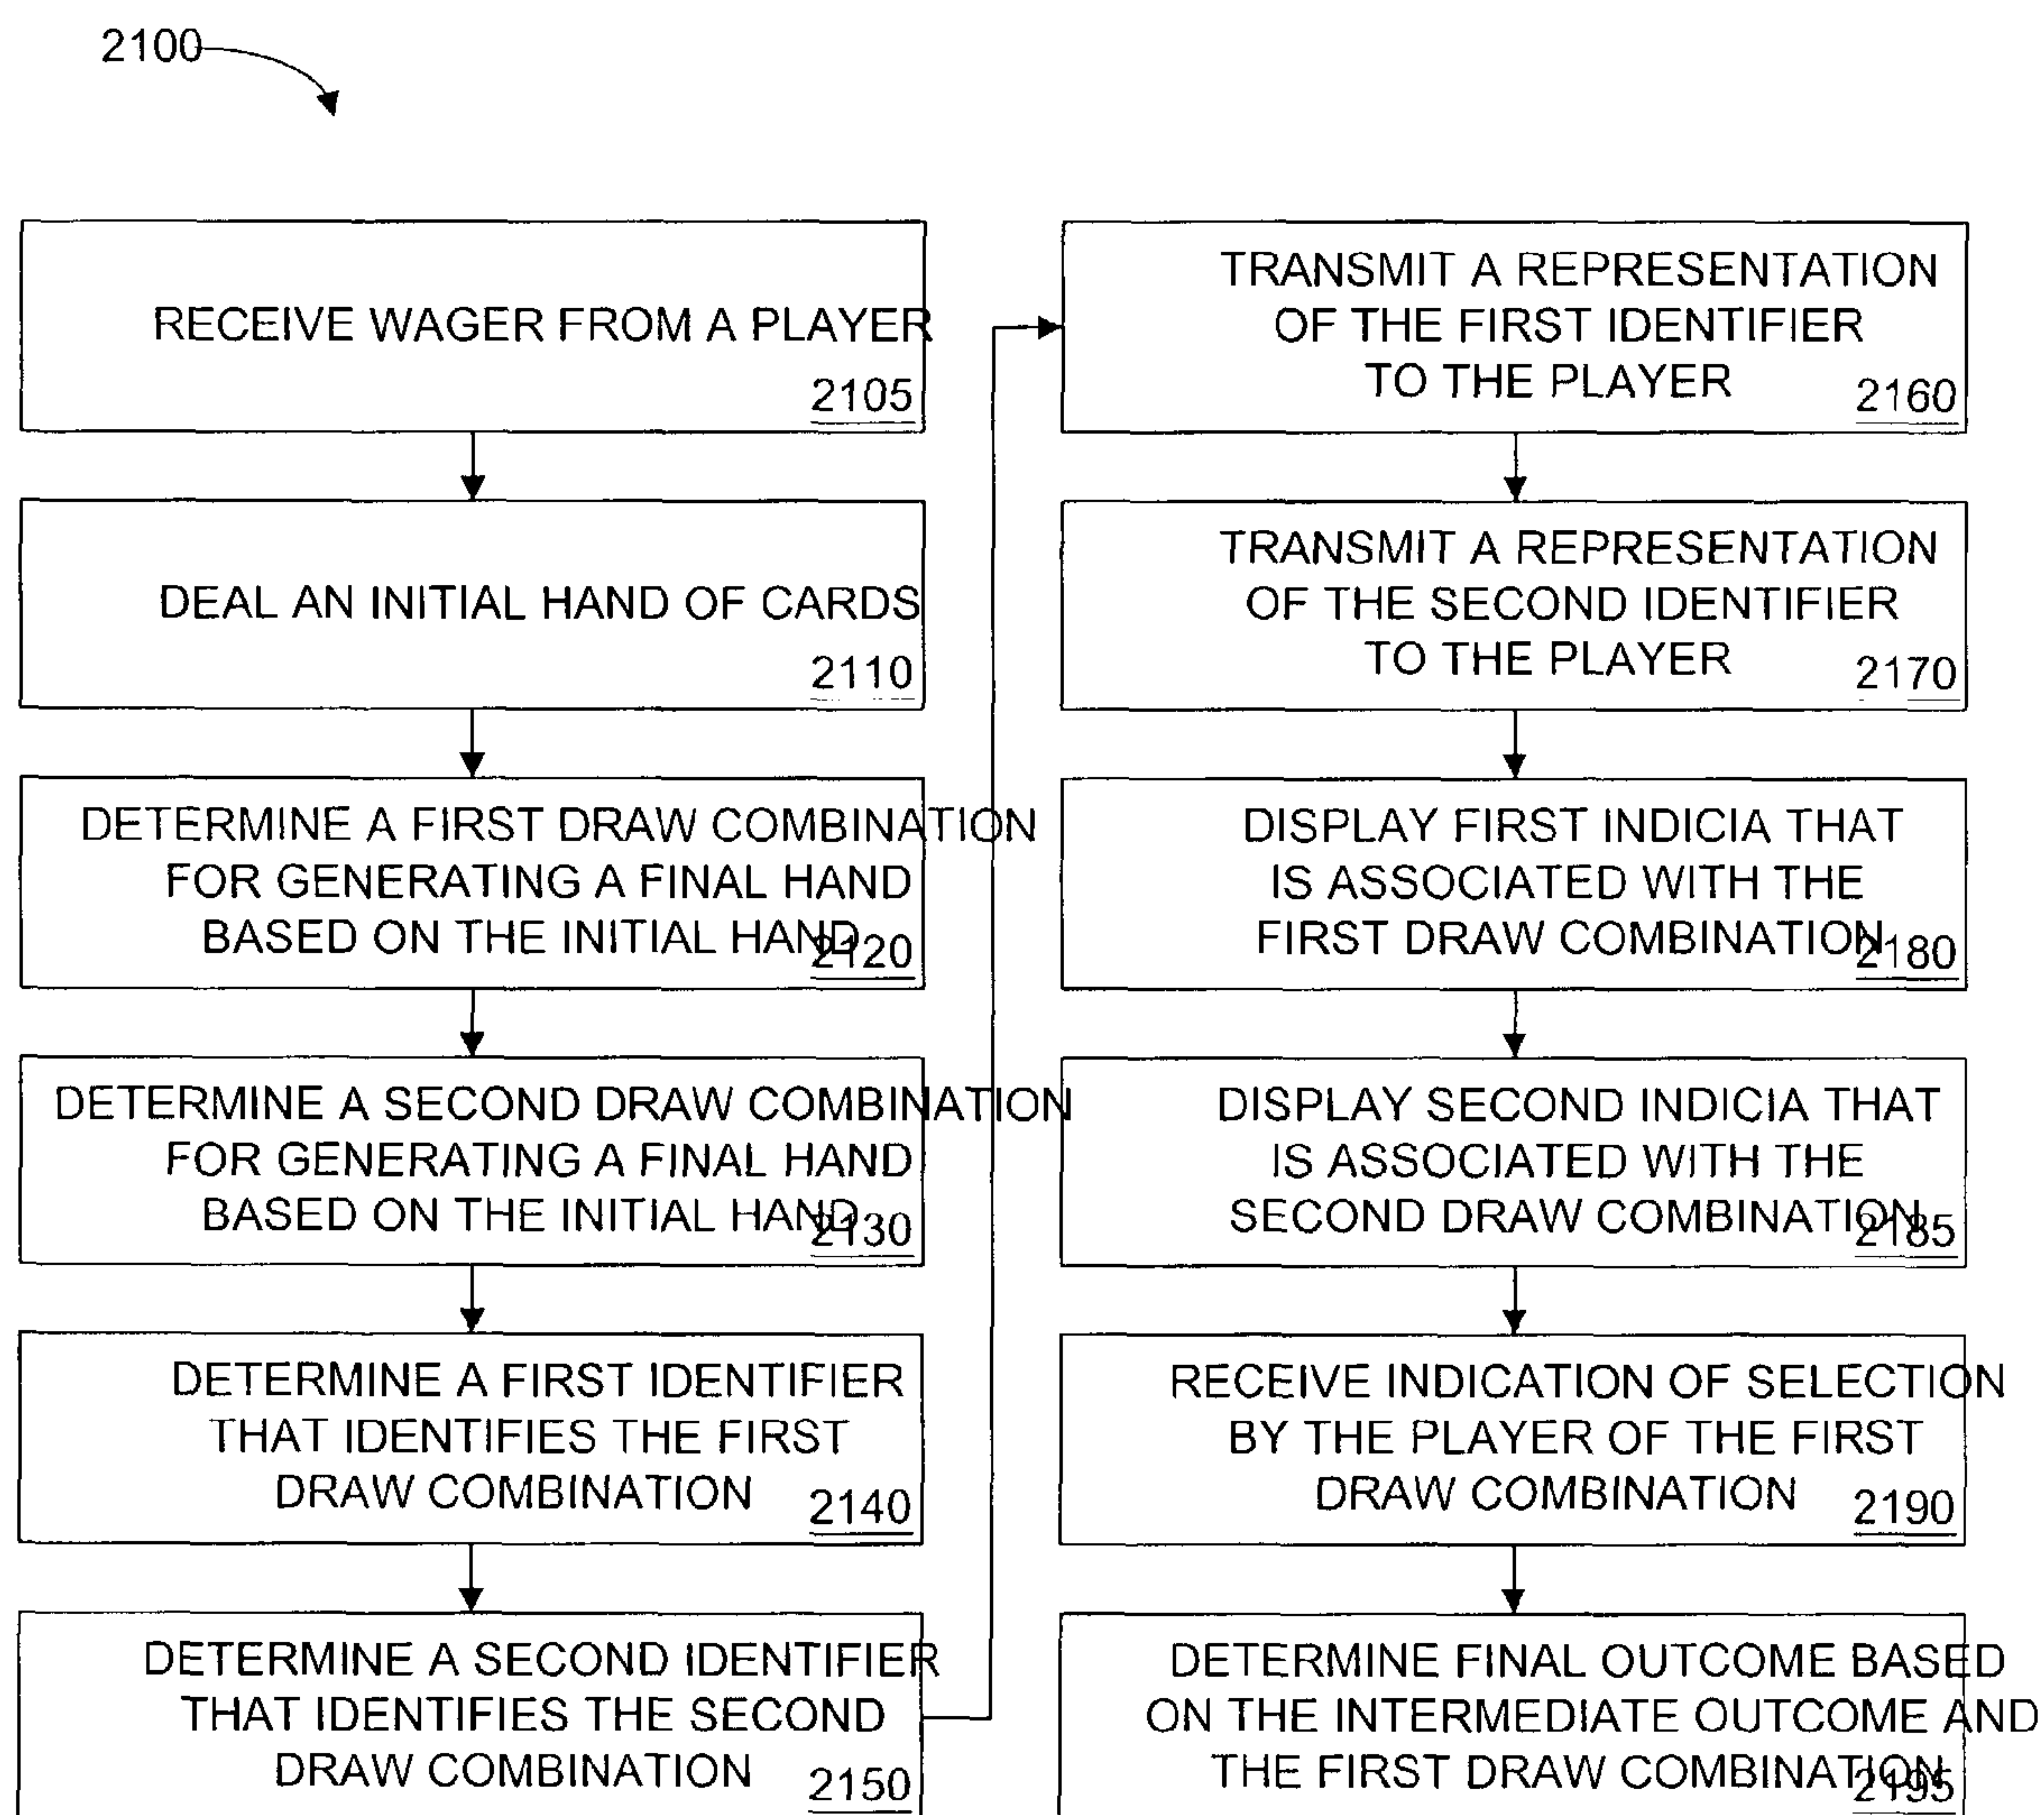 2100
RECEIVE WAGER FROM A PLAYER
2105
DEAL AN INITIAL HAND OF CARDS
2110
DETERMINE A FIRST DRAW COMBINATION
FOR GENERATING A FINAL HAND
BASED ON THE INITIAL HAND
2120
DETERMINE A SECOND DRAW COMBINATION
FOR GENERATING A FINAL HAND
BASED ON THE INITIAL HAND
2130
DETERMINE A FIRST IDENTIFIER
THAT IDENTIFIES THE FIRST
DRAW COMBINATION
2140
DETERMINE A SECOND IDENTIFIER
THAT IDENTIFIES THE SECOND
DRAW COMBINATION
2150
TRANSMIT A REPRESENTATION
OF THE FIRST IDENTIFIER
TO THE PLAYER
2160
TRANSMIT A REPRESENTATION
OF THE SECOND IDENTIFIER
TO THE PLAYER
2170
DISPLAY FIRST INDICIA THAT
IS ASSOCIATED WITH THE
FIRST DRAW COMBINATION
2180
DISPLAY SECOND INDICIA THAT
IS ASSOCIATED WITH THE
SECOND DRAW COMBINATION
2185
RECEIVE INDICATION OF SELECTION
BY THE PLAYER OF THE FIRST
DRAW COMBINATION
2190
DETERMINE FINAL OUTCOME BASED
ON THE INTERMEDIATE OUTCOME AND
THE FIRST DRAW COMBINATION
2195